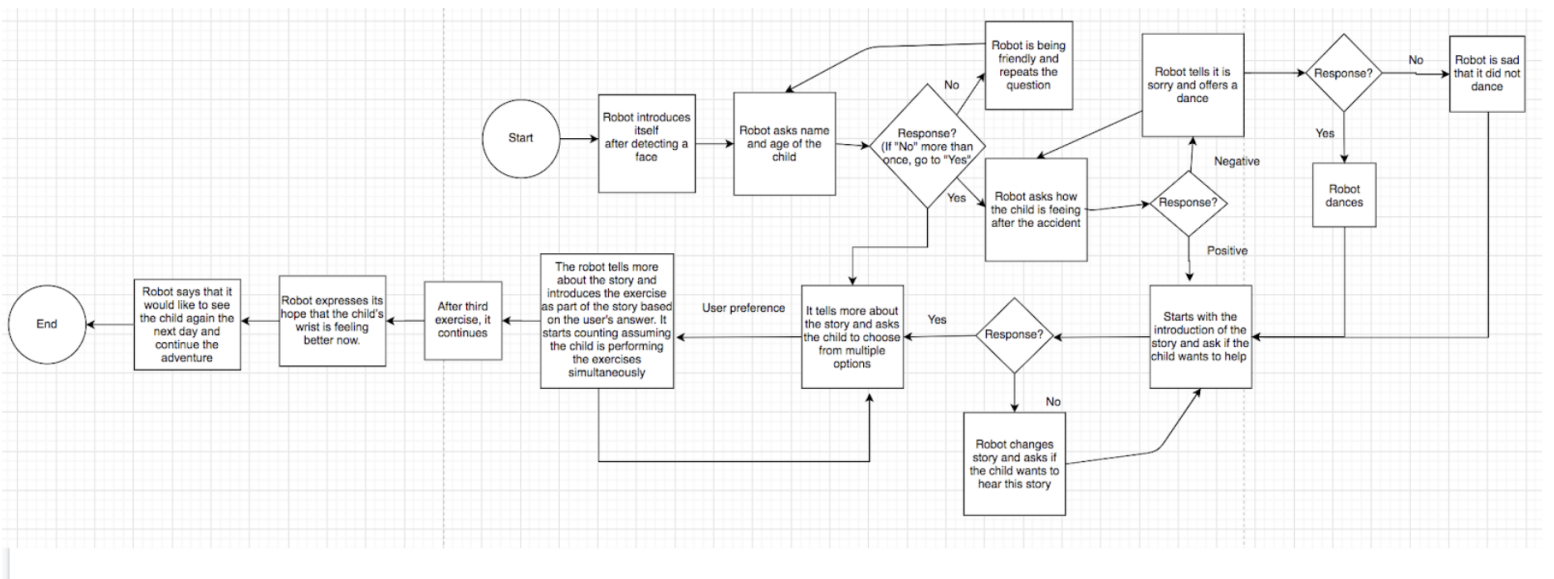 Start
Robot introduces
itself
after detecting a
face
Robot asks name
and age of the
child
Response?
(If "No" more than
once, go to "Yes"
No
Robot is being
friendly and
repeats the
question
Yes
Robot asks how
the child is feeing
after the accident
Response?
Negative
Robot tells it is
sorry and offers a
dance
Response?
No
Robot is sad
that it did not
dance
Yes
Robot
dances
Positive
Starts with the
introduction of the
story and ask if the
child wants to help
Response?
No
Robot changes
story and asks if
the child wants to
hear this story
Yes
It tells more about
the story and asks
the child to choose
from multiple
options
User preference
The robot tells more
about the story and
introduces the exercise
as part of the story based
on the user's answer. It
starts counting assuming
the child is performing
the exercises
simultaneously
After third
exercise, it
continues
Robot expresses its
hope that the child's
wrist is feeling
better now.
Robot says that it
would like to see
the child again the
next day and
continue the
adventure
End